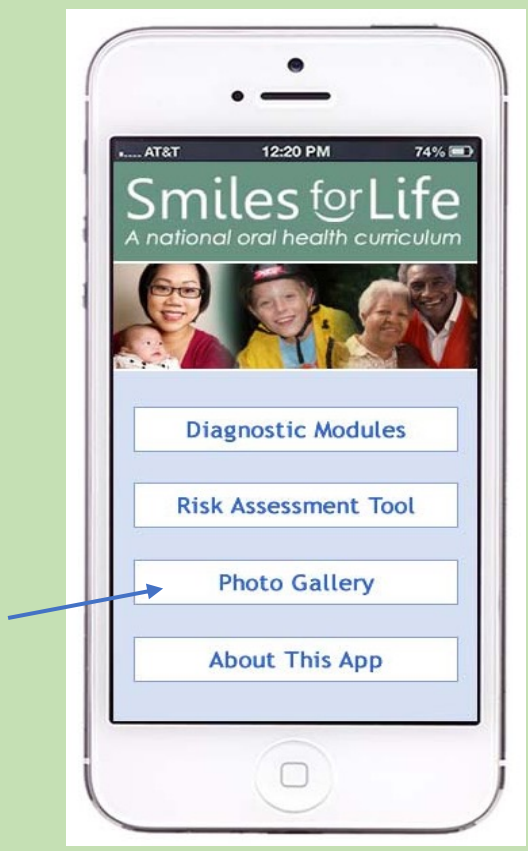 AT&T 12:20 PM 74%
Smiles for Life
A national oral health curriculum
Diagnostic Modules
Risk Assessment Tool
Photo Gallery
About This App